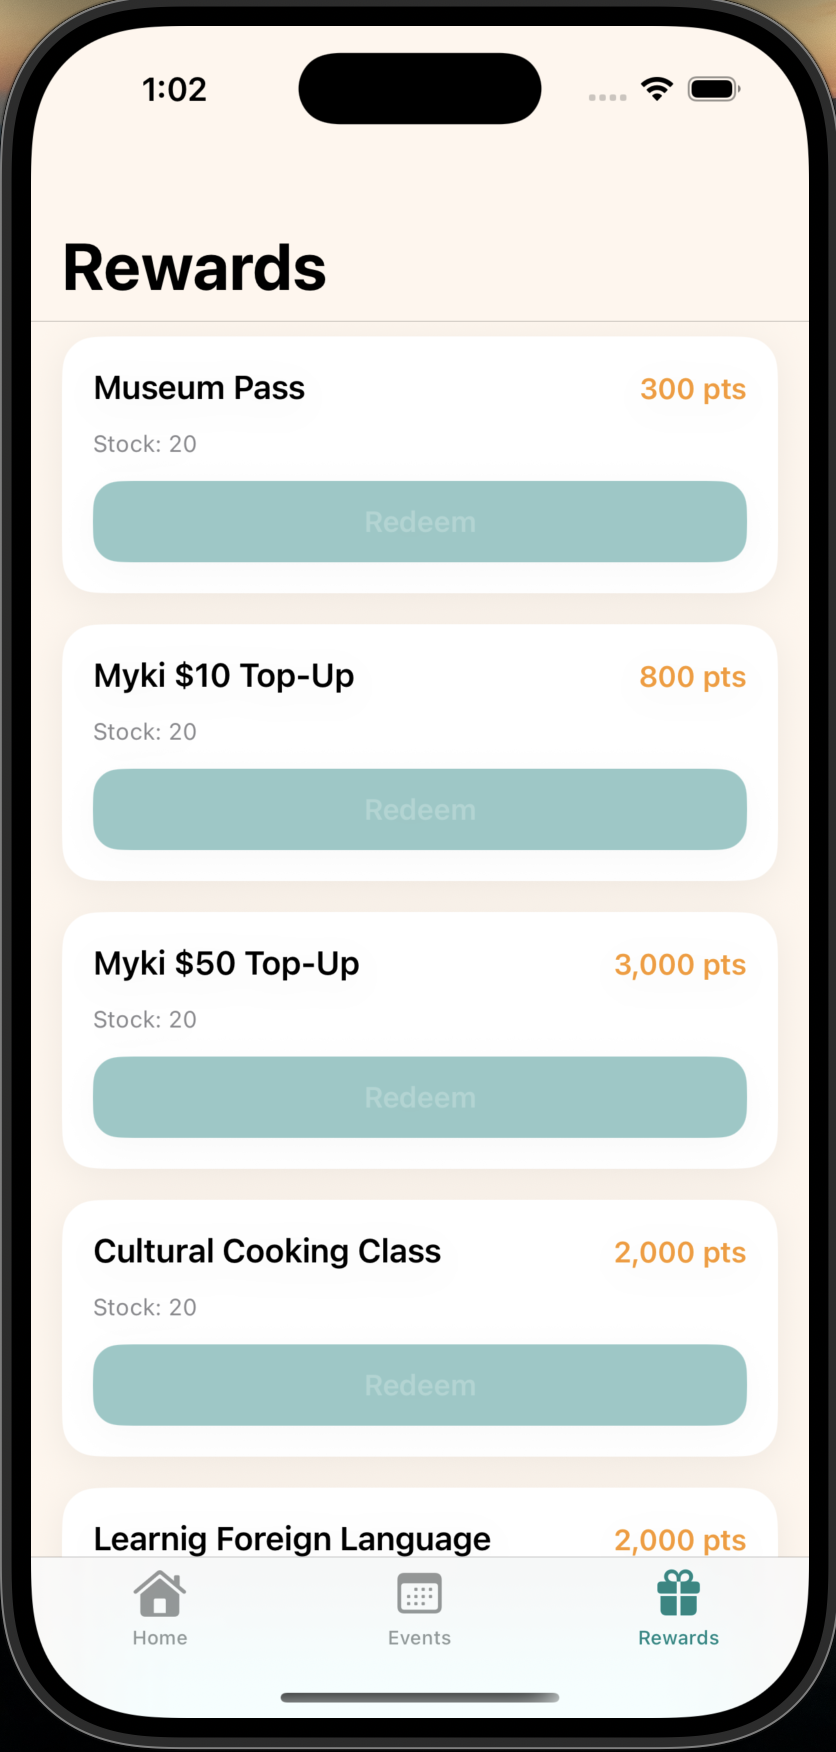 1:02
Rewards
Museum Pass 300 pts
Stock: 20
Redeem
Myki $10 Top-Up 800 pts
Stock: 20
Redeem
Myki $50 Top-Up 3,000 pts
Stock: 20
Redeem
Cultural Cooking Class 2,000 pts
Stock: 20
Redeem
Learnig Foreign Language 2,000 pts
Home Events Rewards